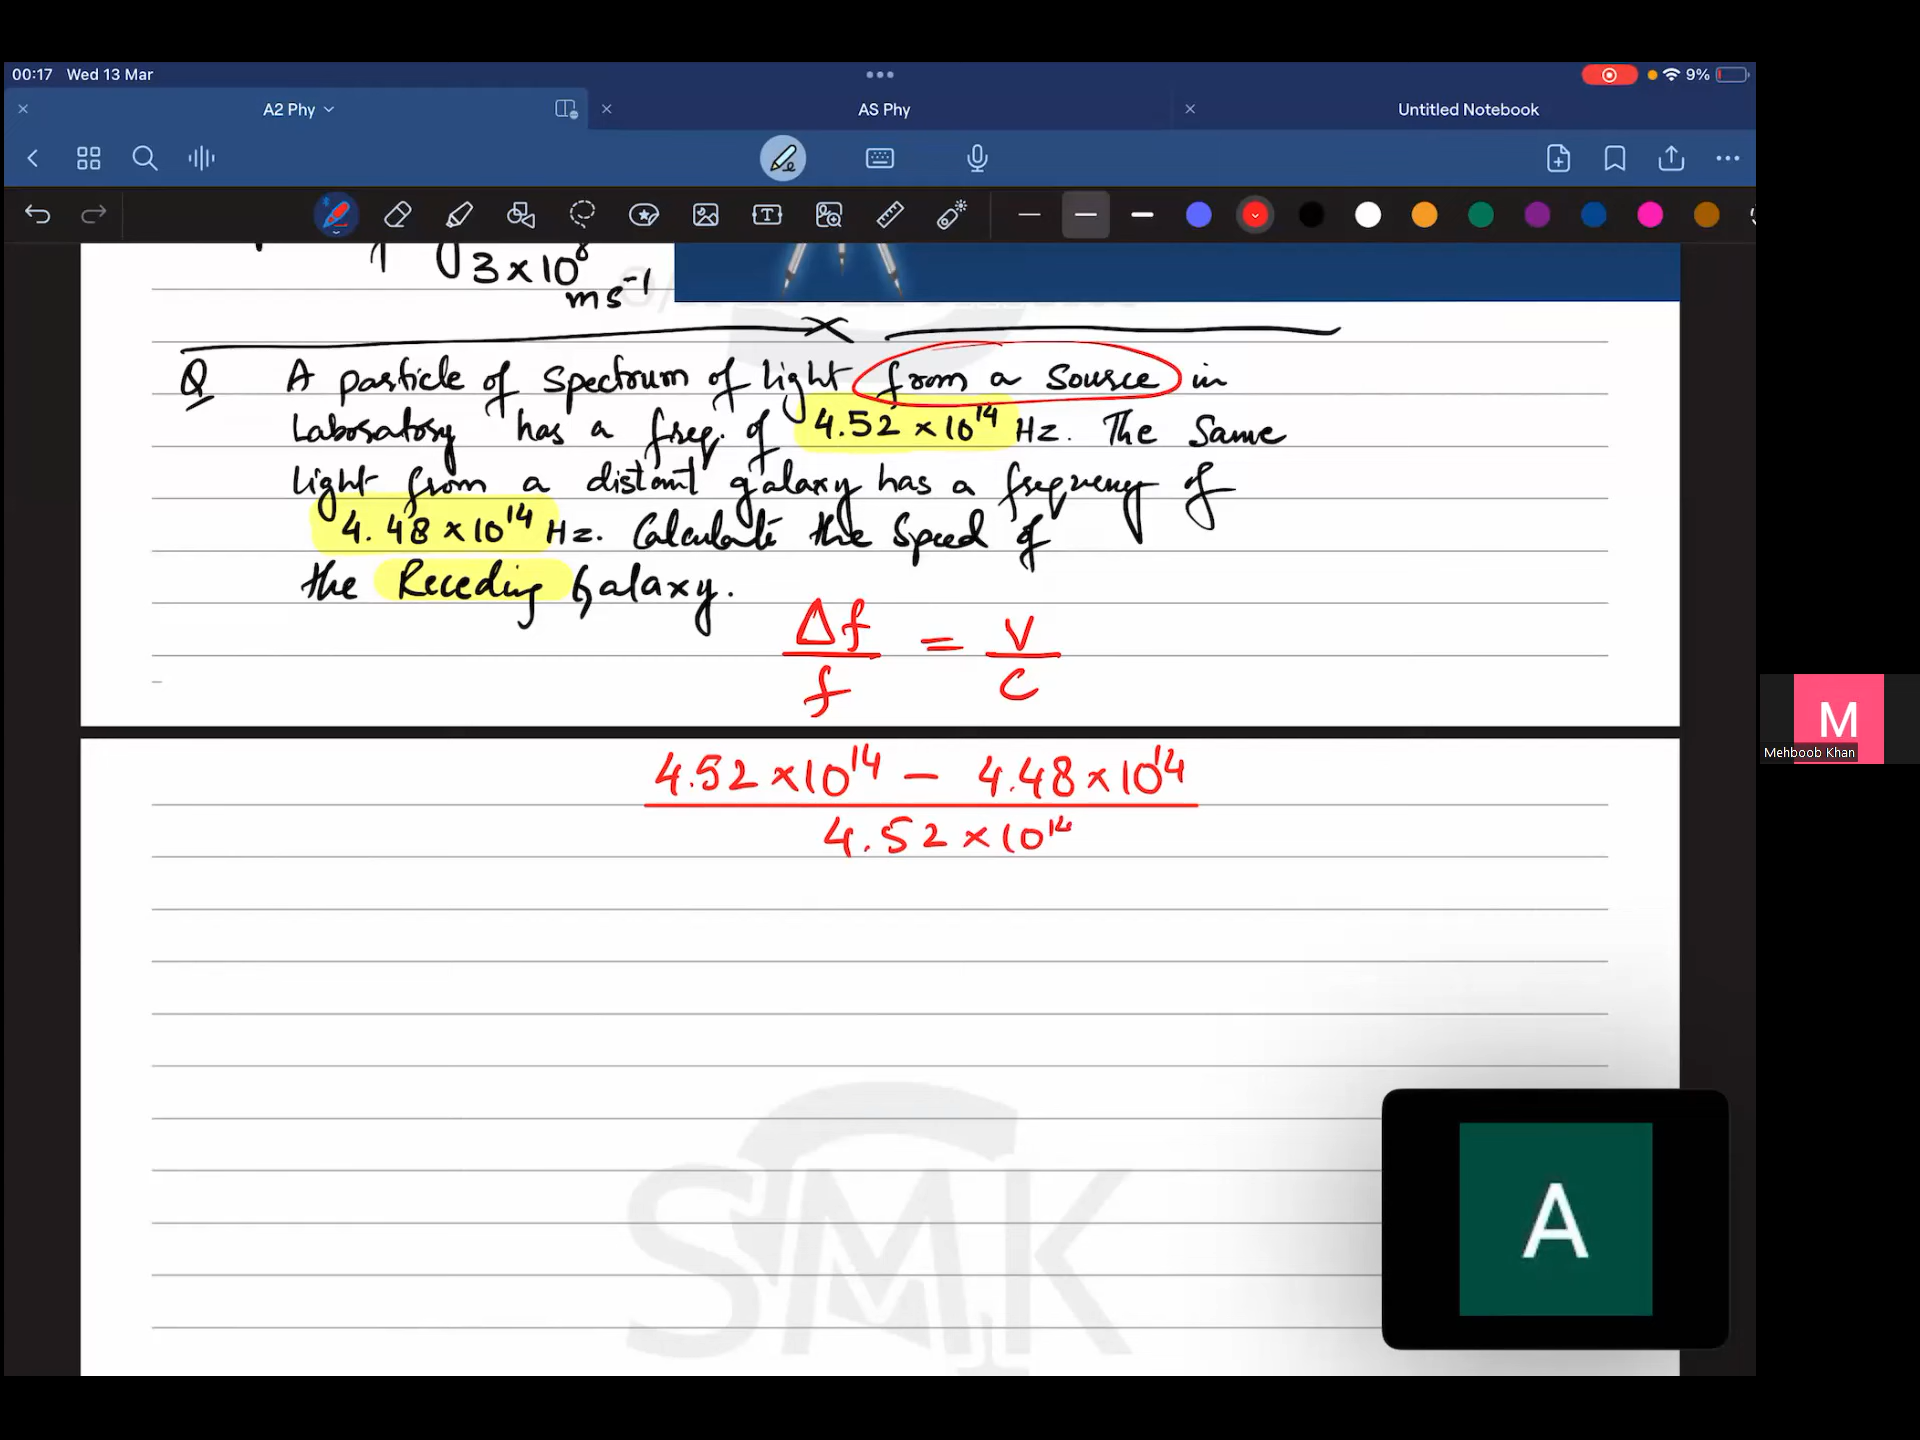 00:17 Wed 13 Mar
9%
A2 Phy
AS Phy
Untitled Notebook
3 x 10⁸
ms⁻¹
Q A particle of Spectrum of light from a Source in
Laboratory has a freq. of 4.52 x 10¹⁴ Hz. The Same
light from a distant galaxy has a frequency of
4.48 x 10¹⁴ Hz. Calculate the Speed of
the Receding Galaxy.
Δf/f = v/c
4.52 x 10¹⁴ – 4.48 x 10¹⁴
4.52 x 10¹⁴
M
Mehboob Khan
A
SMK